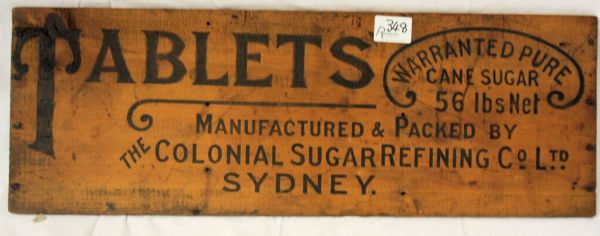 TABLETS
348
WARRANTED PURE
CANE SUGAR
56 lbs Net
MANUFACTURED & PACKED BY
THE COLONIAL SUGAR REFINING CO LTD
SYDNEY.